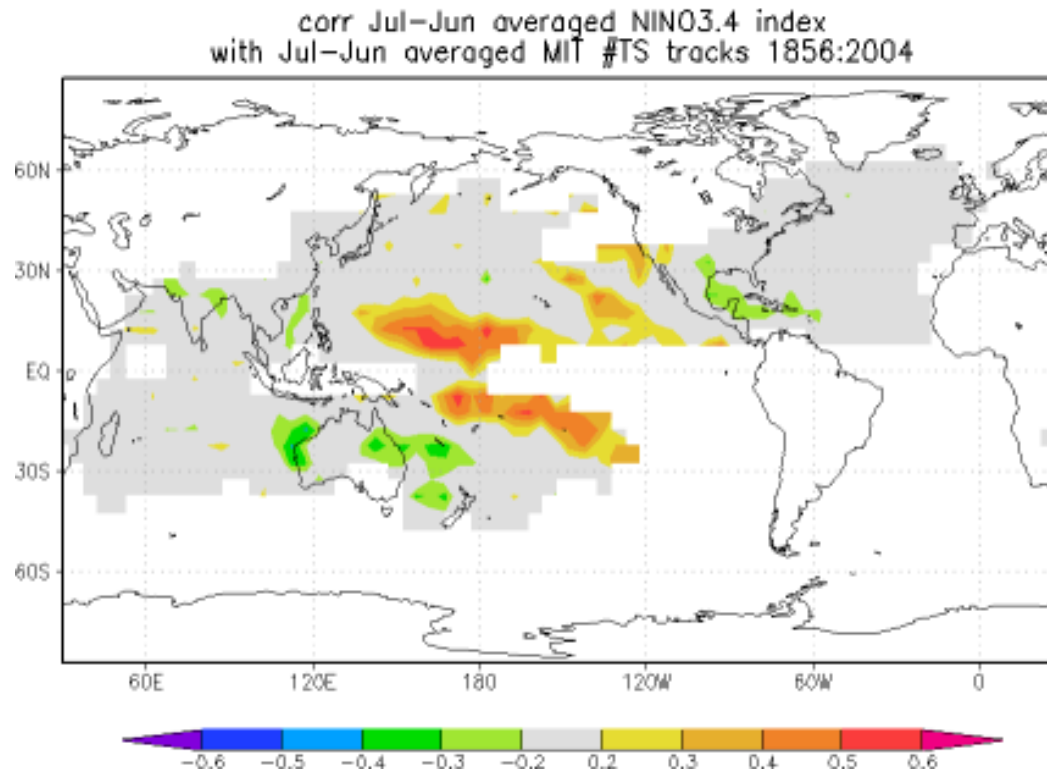 corr Jul-Jun averaged NINO3.4 index
with Jul-Jun averaged MIT #TS tracks 1856:2004
60N
30N
EQ
30S
60S
60E 120E 180 120W 60W 0
-0.6 -0.5 -0.4 -0.3 -0.2 0.2 0.3 0.4 0.5 0.6